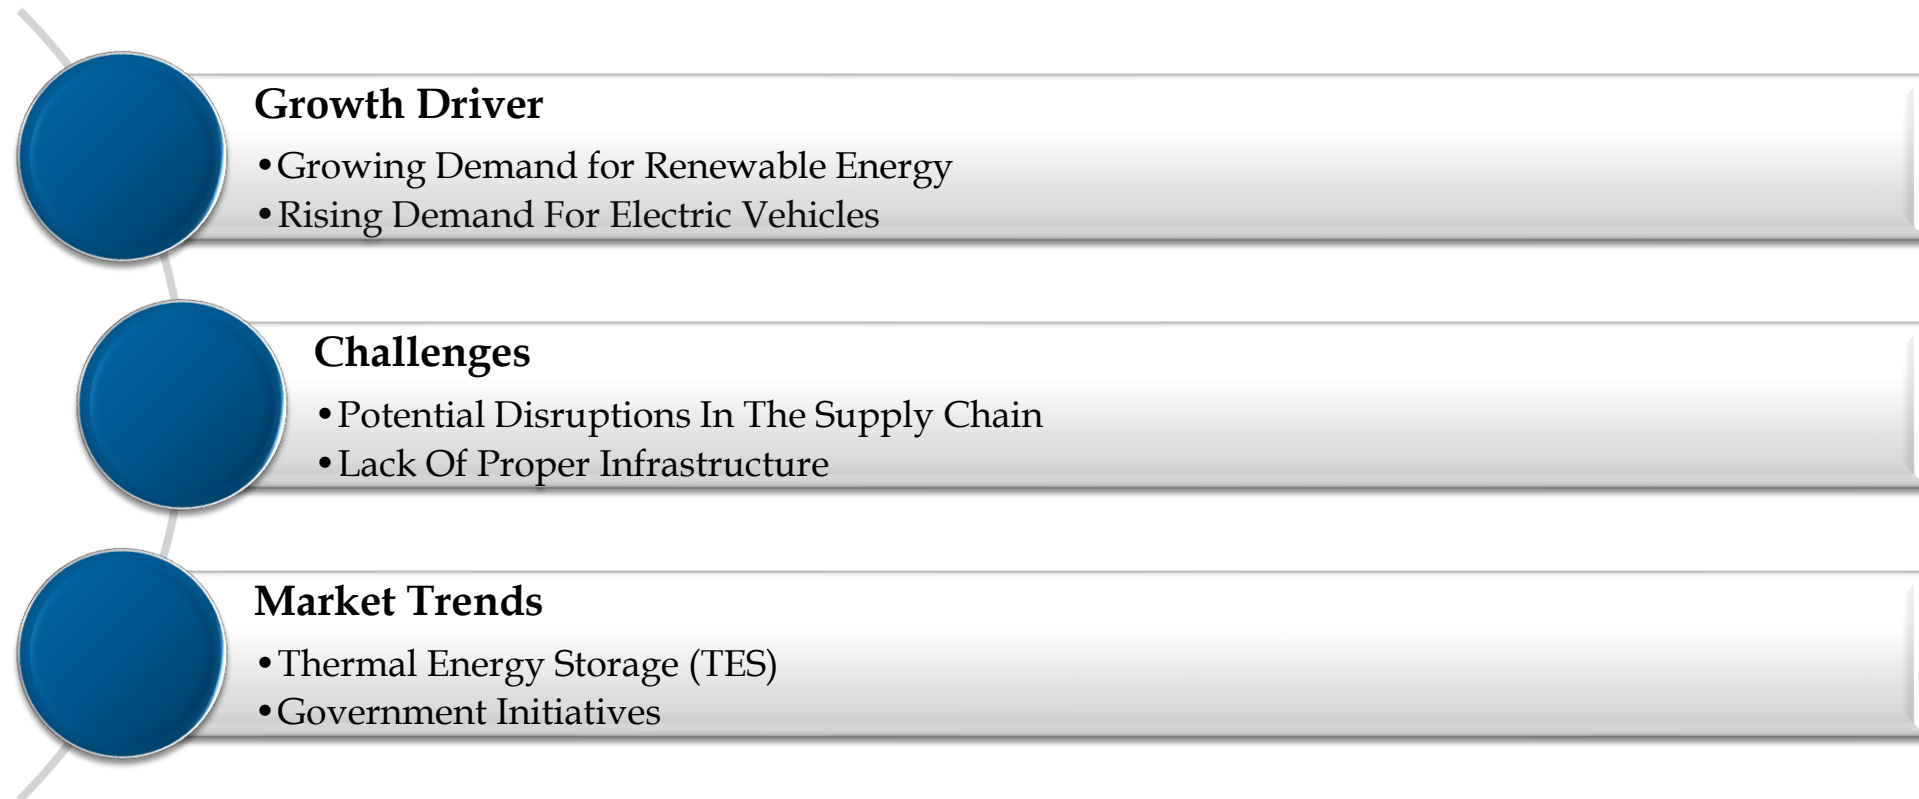 Growth Driver
•Growing Demand for Renewable Energy
•Rising Demand For Electric Vehicles
Challenges
•Potential Disruptions In The Supply Chain
•Lack Of Proper Infrastructure
Market Trends
•Thermal Energy Storage (TES)
•Government Initiatives